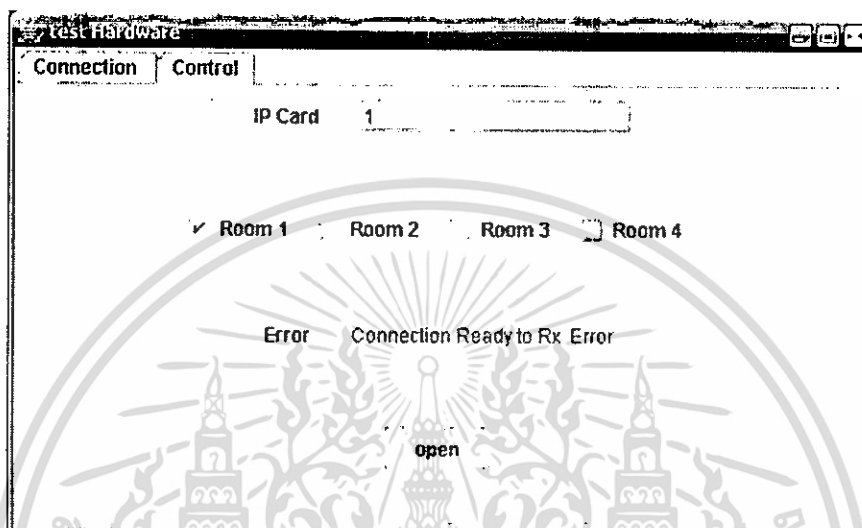 test Hardware
Connection Control
IP Card 1
Room 1 Room 2 Room 3 Room 4
Error Connection Ready to Rx Error
open